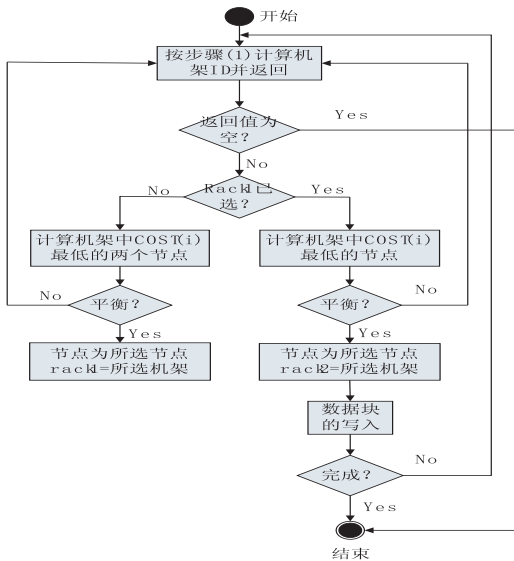 开始
按步骤(1)计算机
架ID并返回
返回值为
空?
Yes
No
Rack1已
选?
No
Yes
计算机架中COST(i)
最低的两个节点
计算机架中COST(i)
最低的节点
No
平衡?
平衡?
No
Yes
Yes
节点为所选节点
rack1=所选机架
节点为所选节点
rack2=所选机架
数据块
的写入
完成?
No
Yes
结束